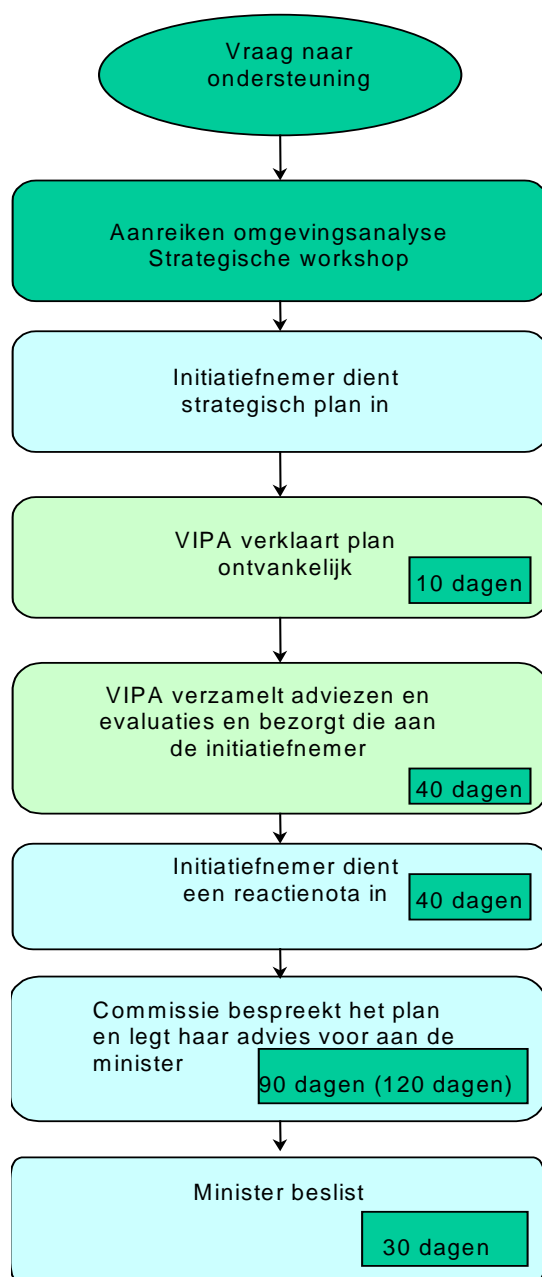 Vraag naar
ondersteuning
Aanreiken omgevingsanalyse
Strategische workshop
Initiatiefnemer dient
strategisch plan in
VIPA verklaart plan
ontvankelijk
10 dagen
VIPA verzamelt adviezen en
evaluaties en bezorgt die aan
de initiatiefnemer
40 dagen
Initiatiefnemer dient
een reactienota in
40 dagen
Commissie bespreekt het plan
en legt haar advies voor aan de
minister
90 dagen (120 dagen)
Minister beslist
30 dagen